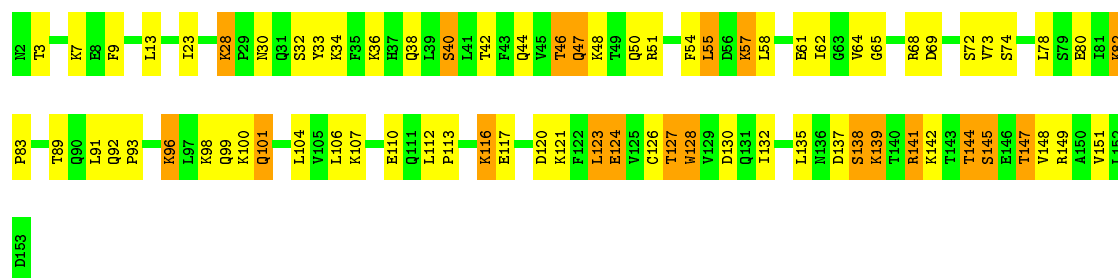 N2 T3 K7 E8 F9 L13 I23 K28 P29 N30 Q31 S32 Y33 K34 F35 K36 H37 Q38 L39 S40 L41 T42 F43 Q44 V45 T46 Q47 K48 T49 Q50 R51 F54 L55 D56 K57 L58 E61 I62 G63 V64 G65 R68 D69 S72 V73 S74 L78 S79 E80 I81 K82
P83 T89 Q90 L91 Q92 P93 K96 L97 K98 Q99 K100 Q101 L104 V105 L106 K107 E110 Q111 L112 P113 K116 E117 D120 K121 F122 L123 E124 V125 C126 T127 W128 V129 D130 Q131 I132 L135 N136 D137 S138 K139 T140 R141 K142 T143 T144 S145 E146 T147 V148 R149 A150 V151 L152
D153